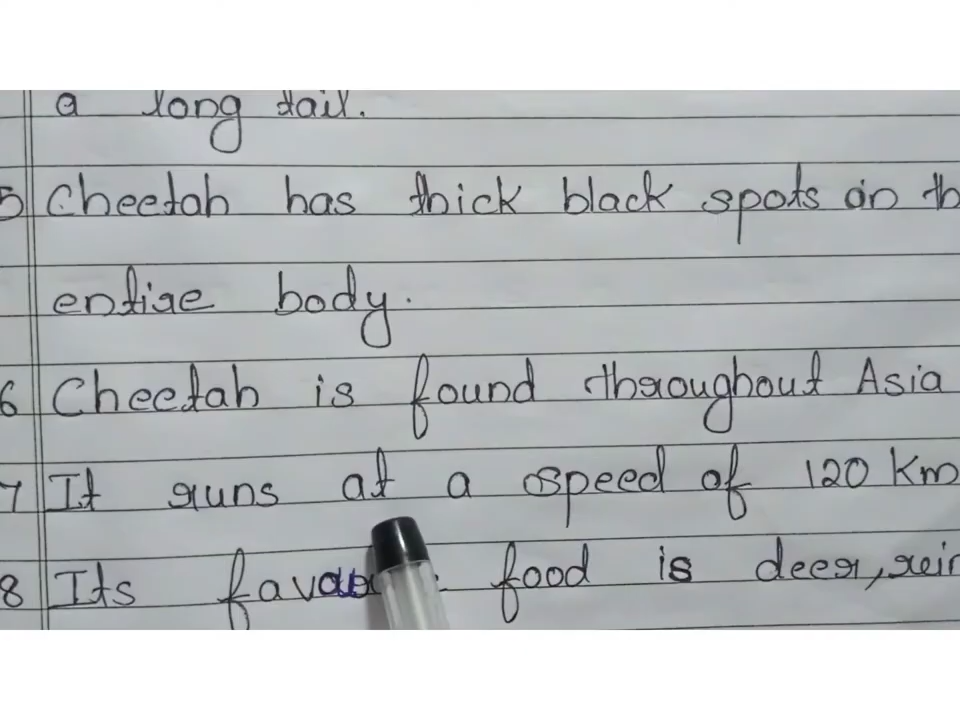 a long tail.
5 Cheetah has thick black spots on th
entire body.
6 Cheetah is found throughout Asia
7 It runs at a speed of 120 Km
8 Its food is deer, rein